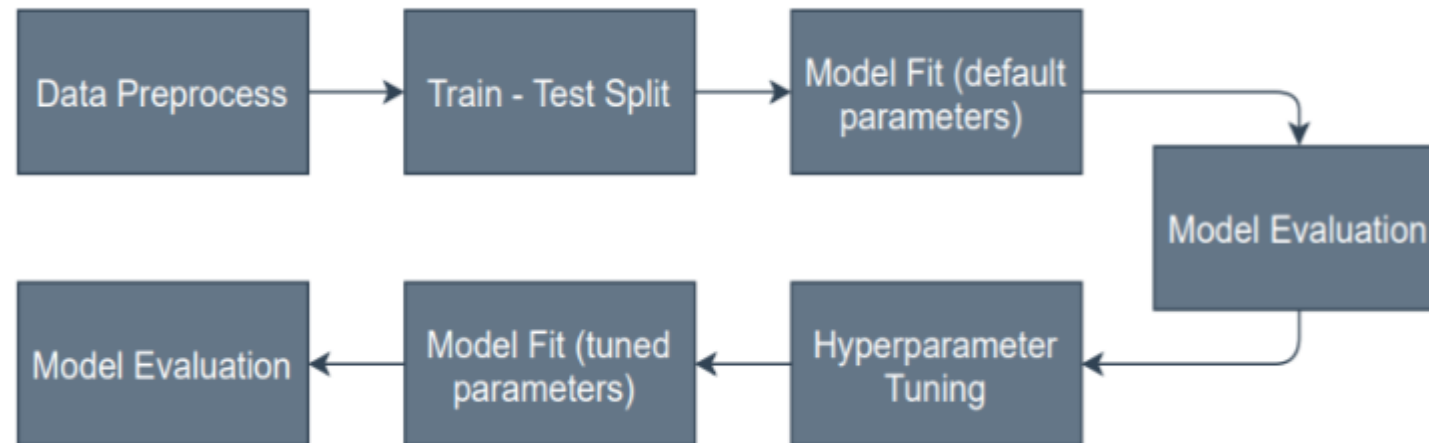 Data Preprocess
Train - Test Split
Model Fit (default
parameters)
Model Evaluation
Hyperparameter
Tuning
Model Fit (tuned
parameters)
Model Evaluation